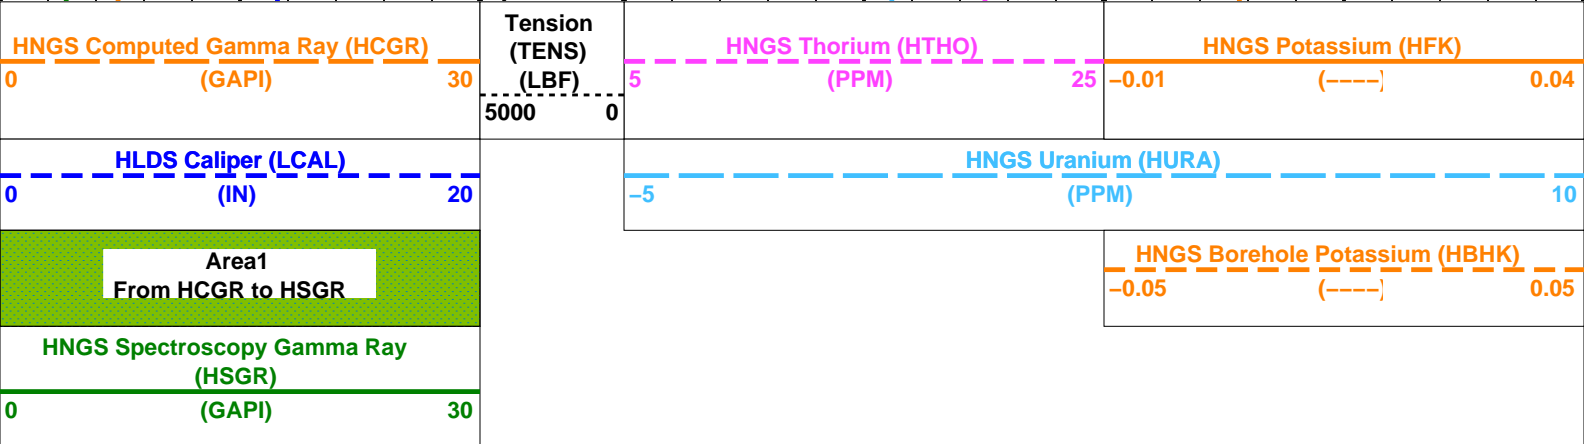 HNGS Computed Gamma Ray (HCGR)
0 (GAPI) 30
Tension
(TENS)
(LBF)
5000 0
HNGS Thorium (HTHO)
5 (PPM) 25
HNGS Potassium (HFK)
−0.01 (−−−−) 0.04
HLDS Caliper (LCAL)
0 (IN) 20
HNGS Uranium (HURA)
−5 (PPM) 10
Area1
From HCGR to HSGR
HNGS Borehole Potassium (HBHK)
−0.05 (−−−−) 0.05
HNGS Spectroscopy Gamma Ray
(HSGR)
0 (GAPI) 30